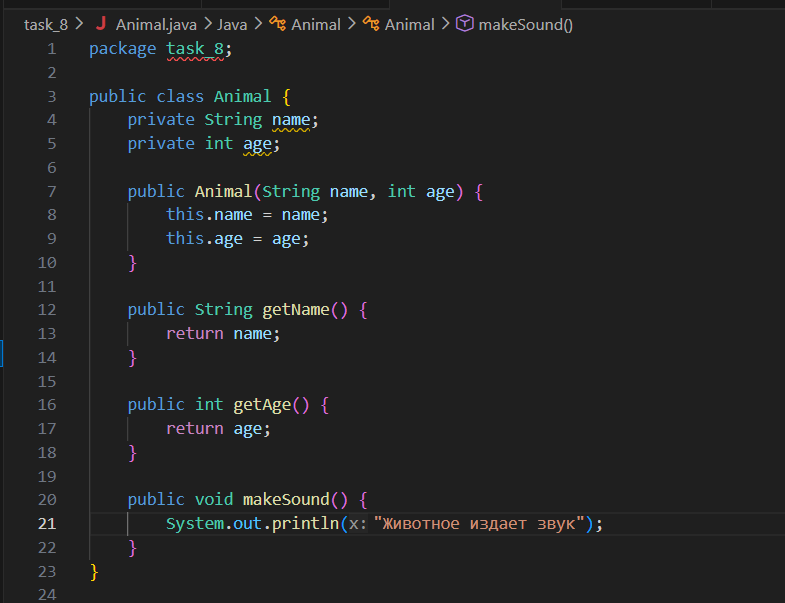 task_8 > J Animal.java > Java > Animal > Animal > makeSound()
1 package task_8;
2
3 public class Animal {
4 private String name;
5 private int age;
6
7 public Animal(String name, int age) {
8 this.name = name;
9 this.age = age;
10 }
11
12 public String getName() {
13 return name;
14 }
15
16 public int getAge() {
17 return age;
18 }
19
20 public void makeSound() {
21 System.out.println(x: "Животное издает звук");
22 }
23 }
24